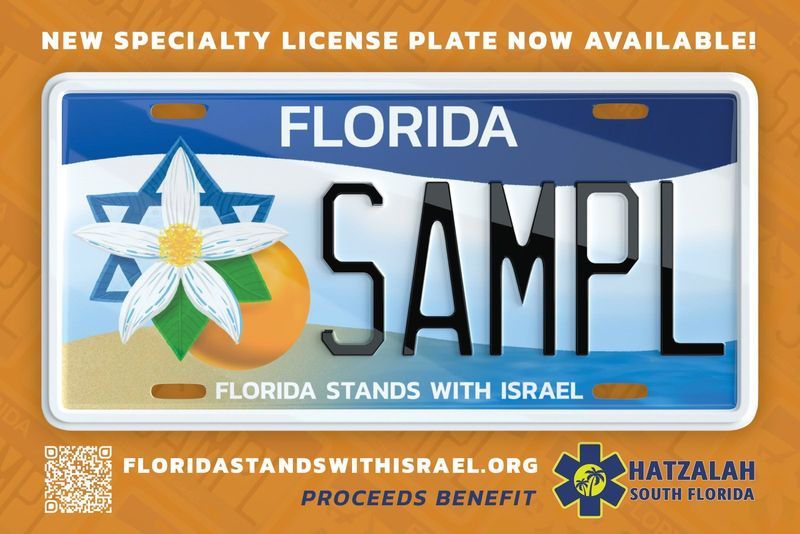 NEW SPECIALTY LICENSE PLATE NOW AVAILABLE!
FLORIDA
SAMPL
FLORIDA STANDS WITH ISRAEL
FLORIDASTANDSWITHISRAEL.ORG
PROCEEDS BENEFIT
HATZALAH
SOUTH FLORIDA